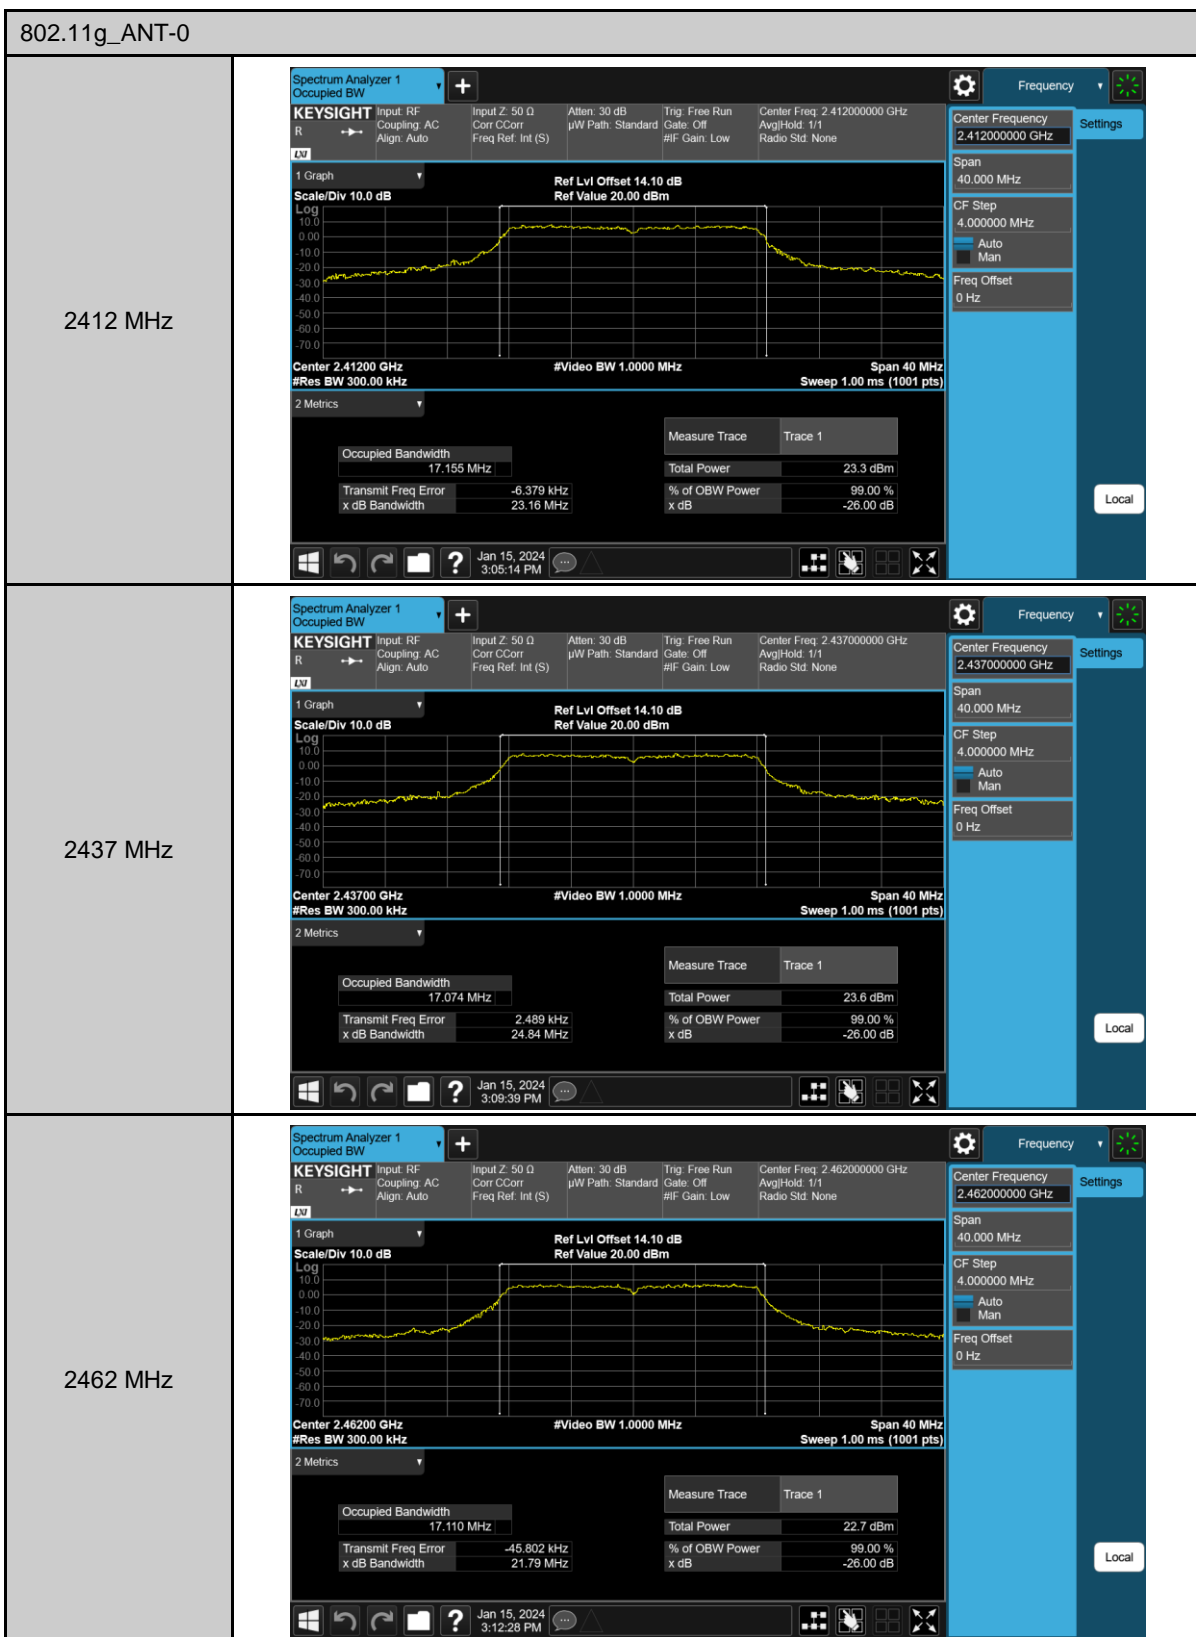 802.11g_ANT-0
2412 MHz
Spectrum Analyzer 1
Occupied BW
Frequency
KEYSIGHT
R
LXI
Input: RF
Coupling: AC
Align: Auto
Input Z: 50 Ω
Corr CCorr
Freq Ref: Int (S)
Atten: 30 dB
µW Path: Standard
Trig: Free Run
Gate: Off
#IF Gain: Low
Center Freq: 2.412000000 GHz
Avg|Hold: 1/1
Radio Std: None
Center Frequency
2.412000000 GHz
Settings
Span
40.000 MHz
CF Step
4.000000 MHz
Auto
Man
Freq Offset
0 Hz
Local
1 Graph
Scale/Div 10.0 dB
Ref Lvl Offset 14.10 dB
Ref Value 20.00 dBm
Log
10.0
0.00
-10.0
-20.0
-30.0
-40.0
-50.0
-60.0
-70.0
Center 2.41200 GHz
#Video BW 1.0000 MHz
Span 40 MHz
#Res BW 300.00 kHz
Sweep 1.00 ms (1001 pts)
2 Metrics
Measure Trace Trace 1
Occupied Bandwidth
17.155 MHz
Total Power 23.3 dBm
Transmit Freq Error -6.379 kHz
% of OBW Power 99.00 %
x dB Bandwidth 23.16 MHz
x dB -26.00 dB
?
Jan 15, 2024
3:05:14 PM
2437 MHz
Spectrum Analyzer 1
Occupied BW
Frequency
KEYSIGHT
R
LXI
Input: RF
Coupling: AC
Align: Auto
Input Z: 50 Ω
Corr CCorr
Freq Ref: Int (S)
Atten: 30 dB
µW Path: Standard
Trig: Free Run
Gate: Off
#IF Gain: Low
Center Freq: 2.437000000 GHz
Avg|Hold: 1/1
Radio Std: None
Center Frequency
2.437000000 GHz
Settings
Span
40.000 MHz
CF Step
4.000000 MHz
Auto
Man
Freq Offset
0 Hz
Local
1 Graph
Scale/Div 10.0 dB
Ref Lvl Offset 14.10 dB
Ref Value 20.00 dBm
Log
10.0
0.00
-10.0
-20.0
-30.0
-40.0
-50.0
-60.0
-70.0
Center 2.43700 GHz
#Video BW 1.0000 MHz
Span 40 MHz
#Res BW 300.00 kHz
Sweep 1.00 ms (1001 pts)
2 Metrics
Measure Trace Trace 1
Occupied Bandwidth
17.074 MHz
Total Power 23.6 dBm
Transmit Freq Error 2.489 kHz
% of OBW Power 99.00 %
x dB Bandwidth 24.84 MHz
x dB -26.00 dB
?
Jan 15, 2024
3:09:39 PM
2462 MHz
Spectrum Analyzer 1
Occupied BW
Frequency
KEYSIGHT
R
LXI
Input: RF
Coupling: AC
Align: Auto
Input Z: 50 Ω
Corr CCorr
Freq Ref: Int (S)
Atten: 30 dB
µW Path: Standard
Trig: Free Run
Gate: Off
#IF Gain: Low
Center Freq: 2.462000000 GHz
Avg|Hold: 1/1
Radio Std: None
Center Frequency
2.462000000 GHz
Settings
Span
40.000 MHz
CF Step
4.000000 MHz
Auto
Man
Freq Offset
0 Hz
Local
1 Graph
Scale/Div 10.0 dB
Ref Lvl Offset 14.10 dB
Ref Value 20.00 dBm
Log
10.0
0.00
-10.0
-20.0
-30.0
-40.0
-50.0
-60.0
-70.0
Center 2.46200 GHz
#Video BW 1.0000 MHz
Span 40 MHz
#Res BW 300.00 kHz
Sweep 1.00 ms (1001 pts)
2 Metrics
Measure Trace Trace 1
Occupied Bandwidth
17.110 MHz
Total Power 22.7 dBm
Transmit Freq Error -45.802 kHz
% of OBW Power 99.00 %
x dB Bandwidth 21.79 MHz
x dB -26.00 dB
?
Jan 15, 2024
3:12:28 PM